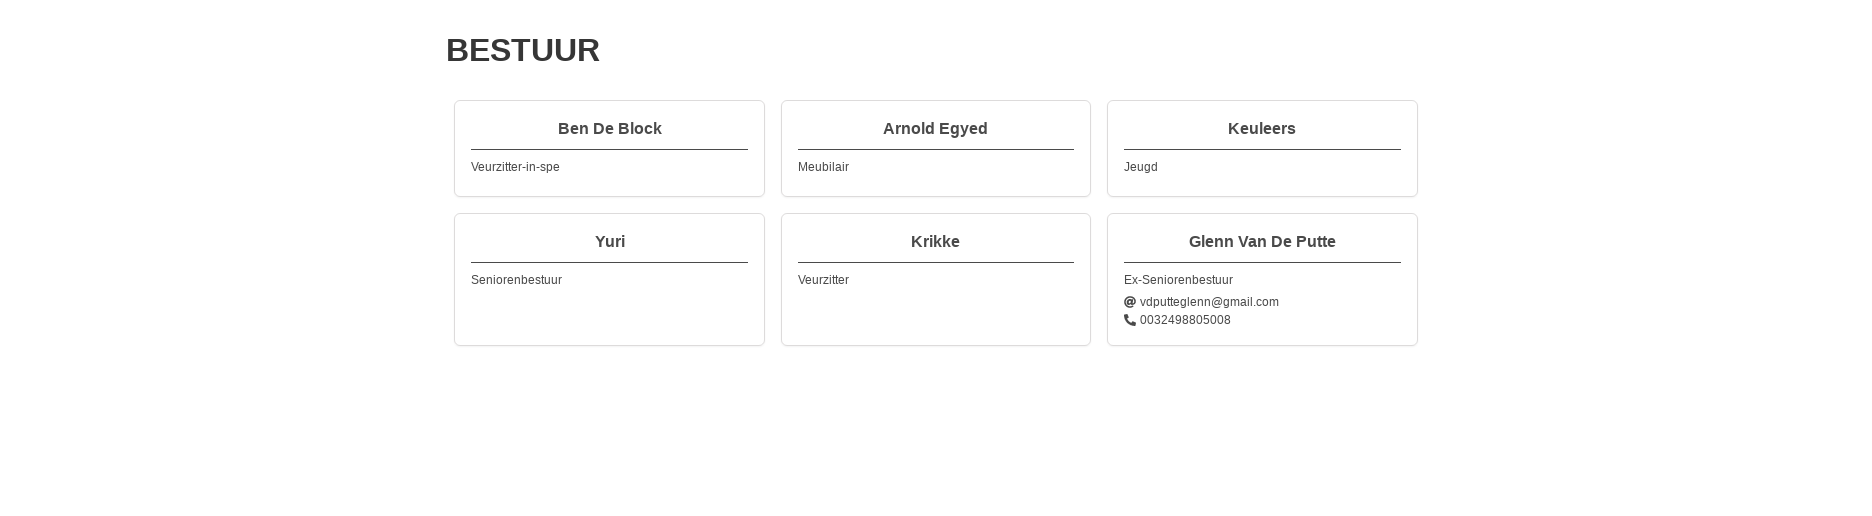 BESTUUR
Ben De Block
Veurzitter-in-spe
Arnold Egyed
Meubilair
Keuleers
Jeugd
Yuri
Seniorenbestuur
Krikke
Veurzitter
Glenn Van De Putte
Ex-Seniorenbestuur
vdputteglenn@gmail.com
0032498805008